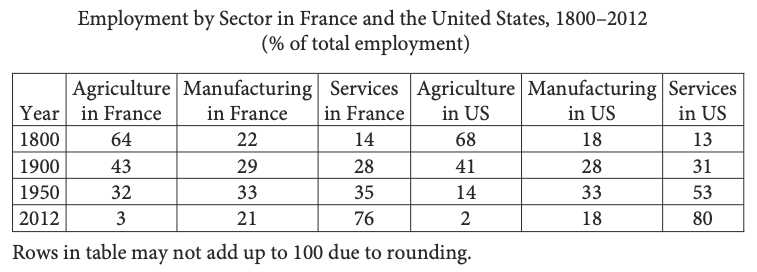 Employment by Sector in France and the United States, 1800–2012
(% of total employment)
Year Agriculture in France Manufacturing in France Services in France Agriculture in US Manufacturing in US Services in US
1800 64 22 14 68 18 13
1900 43 29 28 41 28 31
1950 32 33 35 14 33 53
2012 3 21 76 2 18 80
Rows in table may not add up to 100 due to rounding.